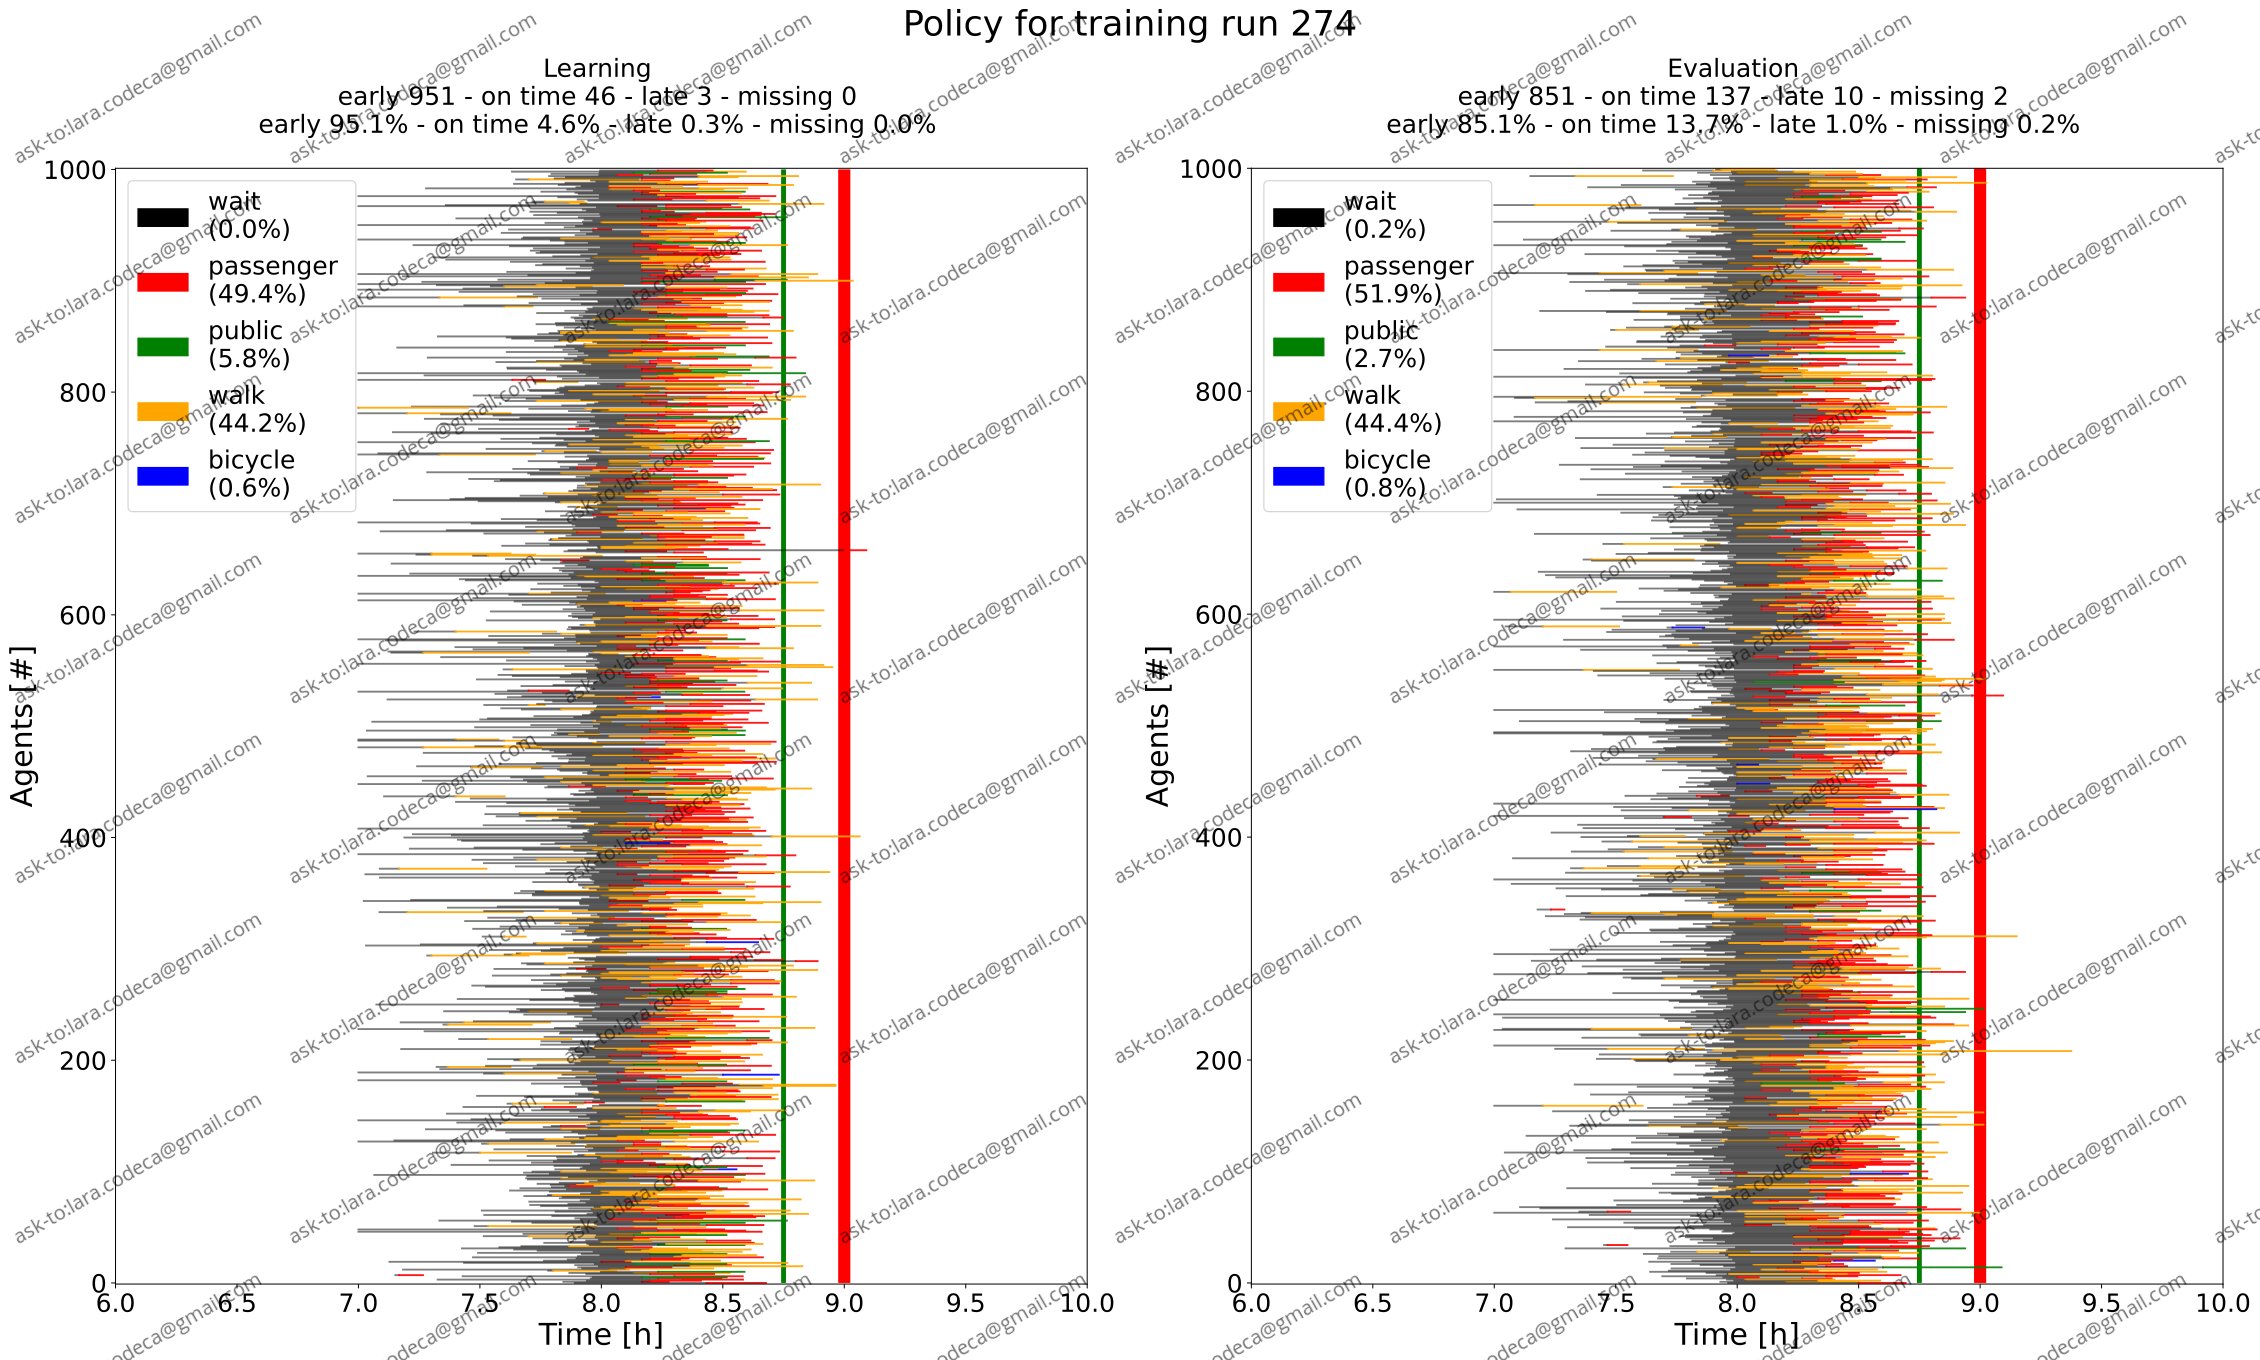 Policy for training run 274
Learning
early 951 - on time 46 - late 3 - missing 0
early 95.1% - on time 4.6% - late 0.3% - missing 0.0%
1000
800
600
400
200
0
Agents [#]
wait
(0.0%)
passenger
(49.4%)
public
(5.8%)
walk
(44.2%)
bicycle
(0.6%)
6.0 6.5 7.0 7.5 8.0 8.5 9.0 9.5 10.0
Time [h]
Evaluation
early 851 - on time 137 - late 10 - missing 2
early 85.1% - on time 13.7% - late 1.0% - missing 0.2%
1000
800
600
400
200
0
Agents [#]
wait
(0.2%)
passenger
(51.9%)
public
(2.7%)
walk
(44.4%)
bicycle
(0.8%)
6.0 6.5 7.0 7.5 8.0 8.5 9.0 9.5 10.0
Time [h]
ask-to:lara.codeca@gmail.com